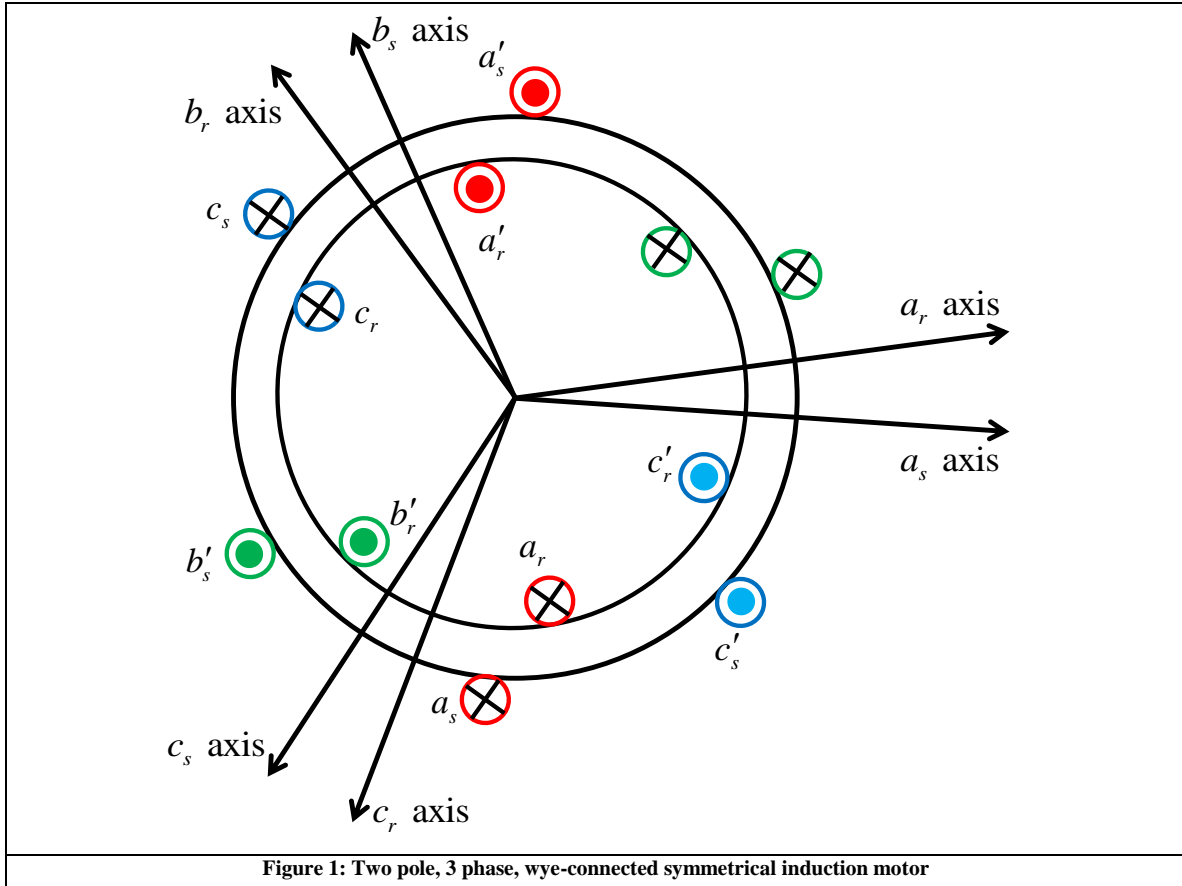 b_s axis
a'_s
b_r axis
c_s
a'_r
a_r axis
c_r
a_s axis
c'_r
b'_r
b'_s
a_r
c'_s
a_s
c_s axis
c_r axis
Figure 1: Two pole, 3 phase, wye-connected symmetrical induction motor